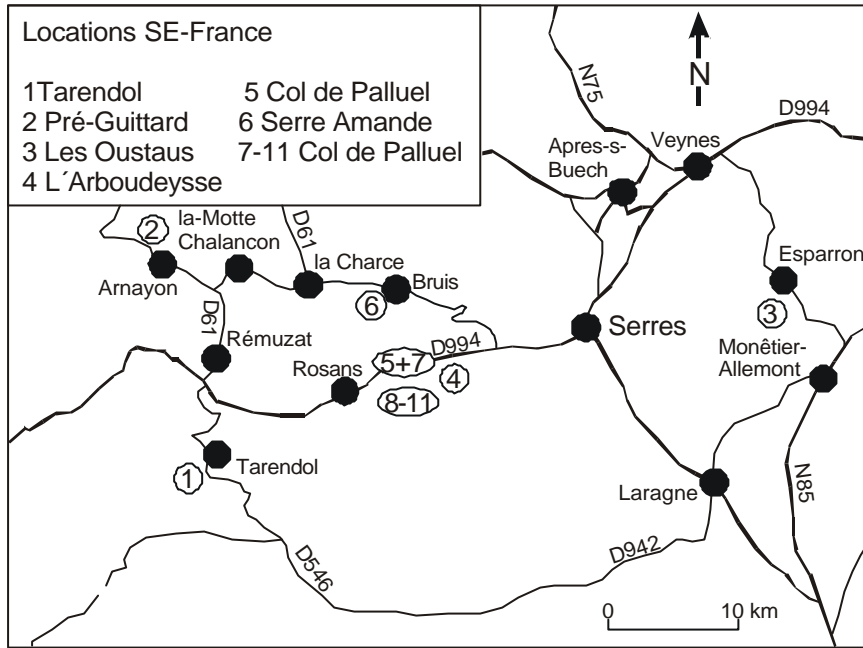 Locations SE-France
1Tarendol 5 Col de Palluel
2 Pré-Guittard 6 Serre Amande
3 Les Oustaus 7-11 Col de Palluel
4 L´Arboudeysse
N
N75
D994
Veynes
Apres-s-
Buech
la-Motte
Chalancon
D61
2
la Charce
Esparron
Arnayon
Bruis
6
3
D61
Serres
Rémuzat
D994
Monêtier-
Allemont
Rosans
5+7
4
8-11
Tarendol
1
Laragne
N85
D942
D546
0 10 km